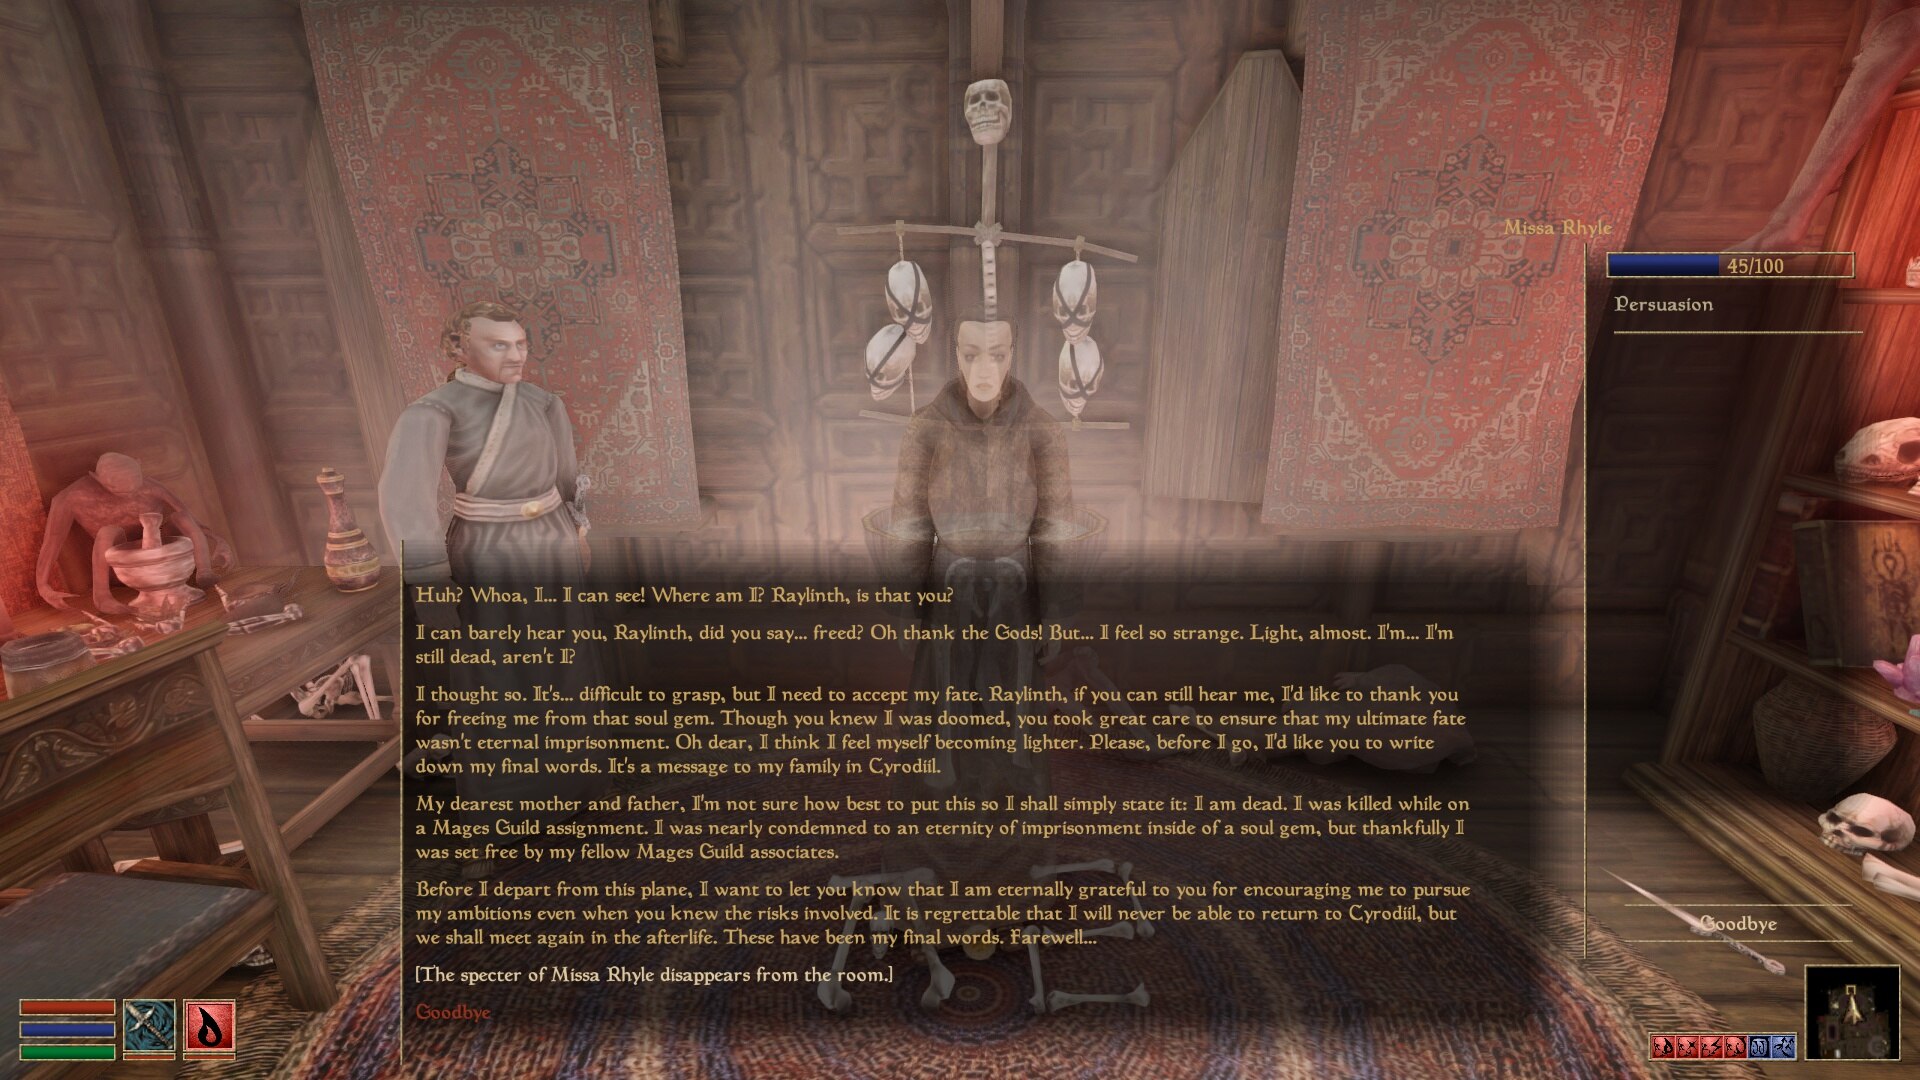 Missa Rhyle
45/100
Persuasion
Huh? Whoa, I... I can see! Where am I? Raylinth, is that you?
I can barely hear you, Raylinth, did you say... freed? Oh thank the Gods! But... I feel so strange. Light, almost. I'm... I'm
still dead, aren't I?
I thought so. It's... difficult to grasp, but I need to accept my fate. Raylinth, if you can still hear me, I'd like to thank you
for freeing me from that soul gem. Though you knew I was doomed, you took great care to ensure that my ultimate fate
wasn't eternal imprisonment. Oh dear, I think I feel myself becoming lighter. Please, before I go, I'd like you to write
down my final words. It's a message to my family in Cyrodiil.
My dearest mother and father, I'm not sure how best to put this so I shall simply state it: I am dead. I was killed while on
a Mages Guild assignment. I was nearly condemned to an eternity of imprisonment inside of a soul gem, but thankfully I
was set free by my fellow Mages Guild associates.
Before I depart from this plane, I want to let you know that I am eternally grateful to you for encouraging me to pursue
my ambitions even when you knew the risks involved. It is regrettable that I will never be able to return to Cyrodiil, but
we shall meet again in the afterlife. These have been my final words. Farewell...
[The specter of Missa Rhyle disappears from the room.]
Goodbye
Goodbye